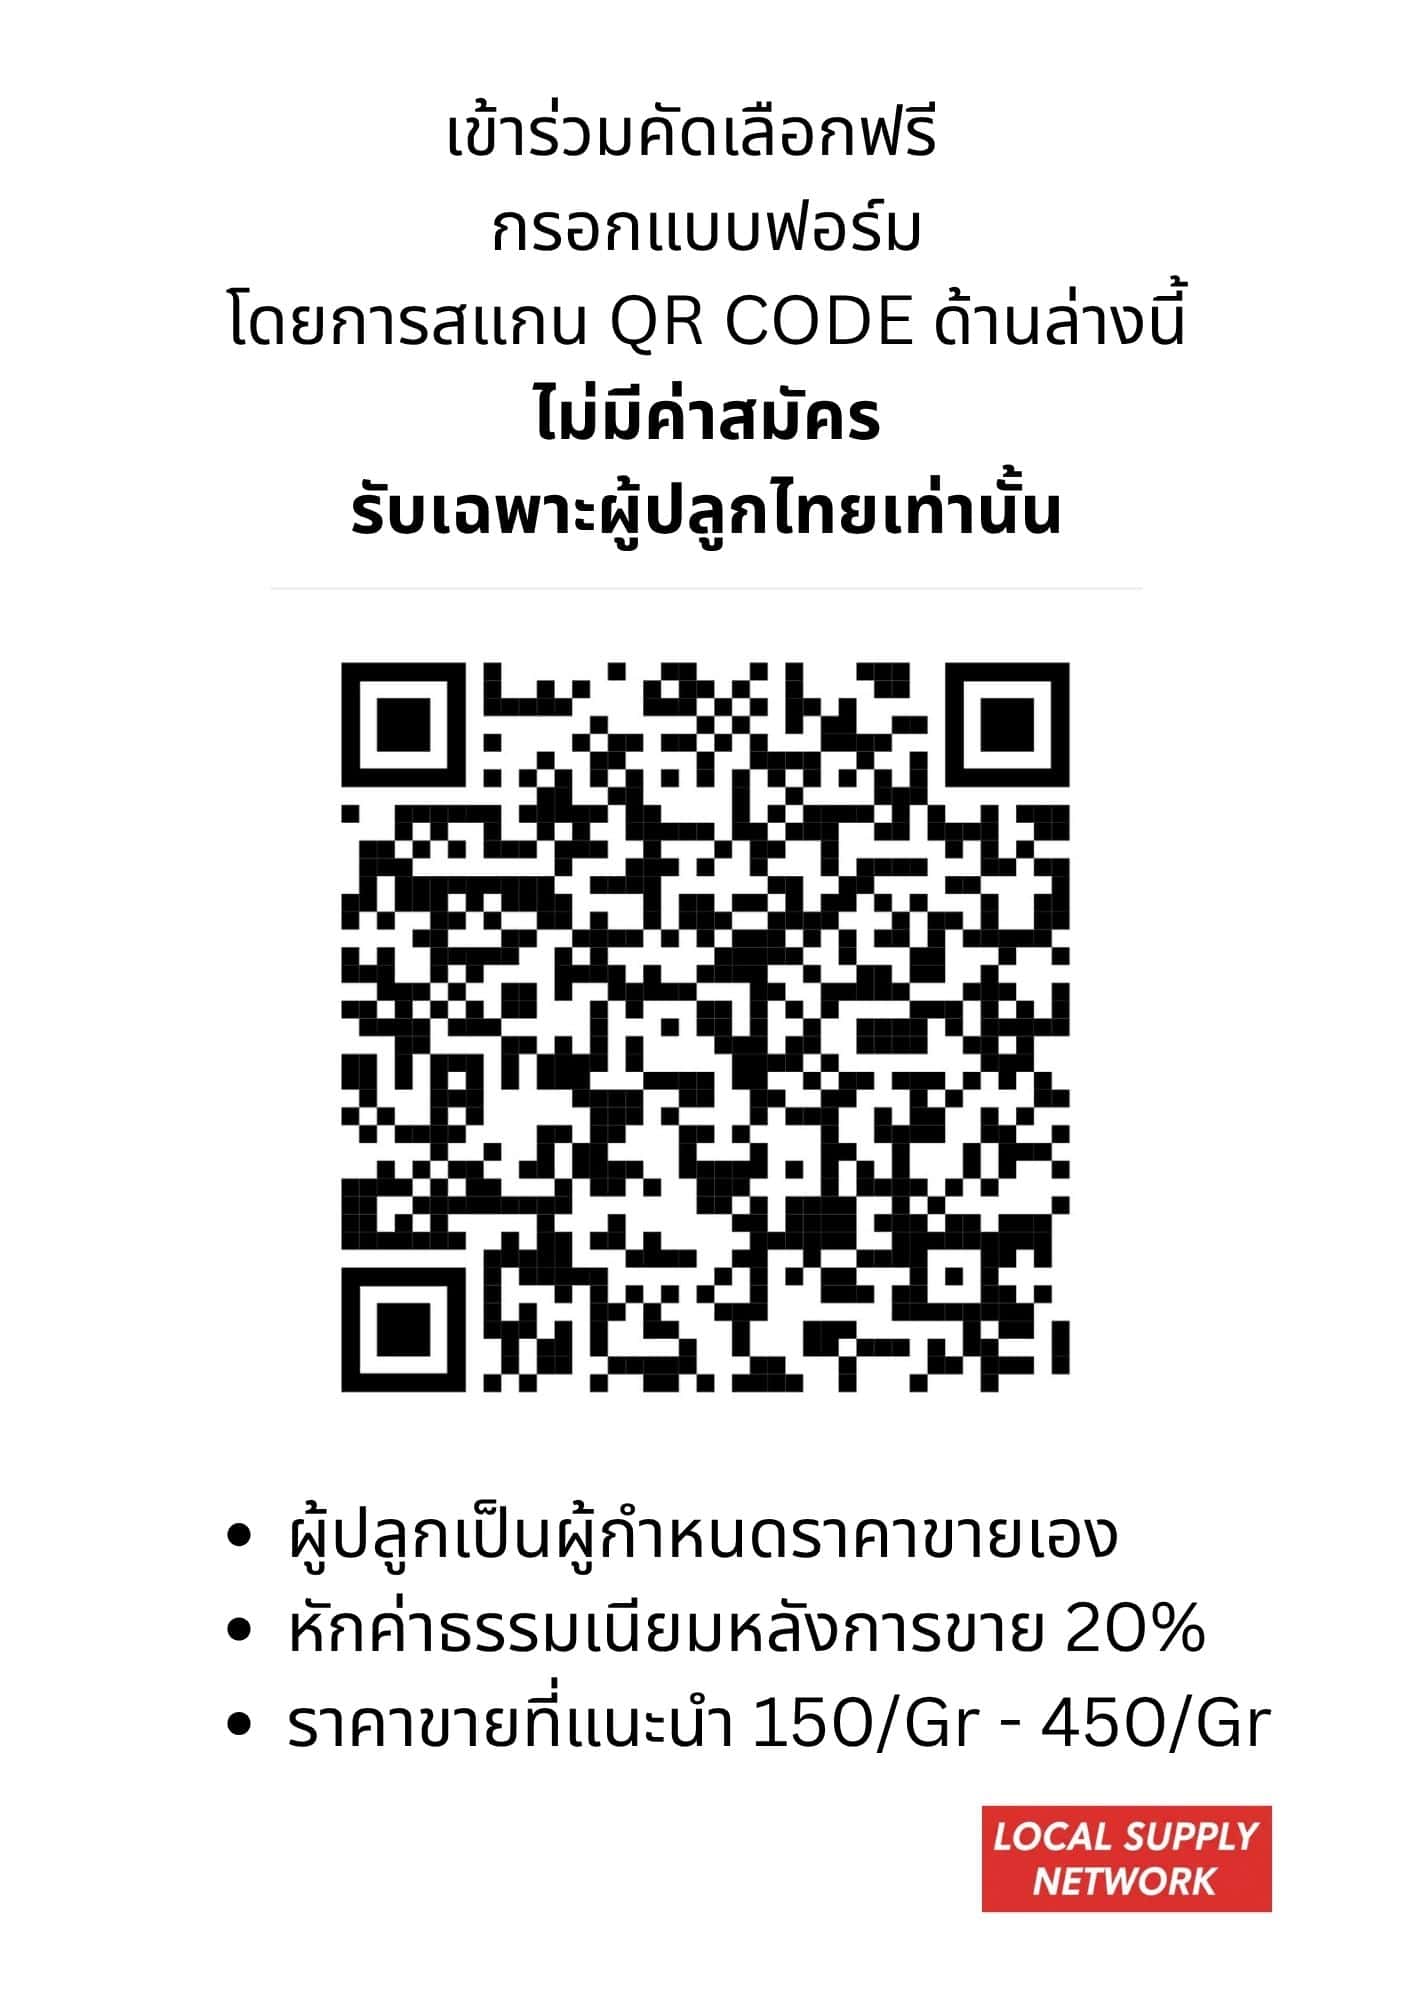 เข้าร่วมคัดเลือกฟรี
กรอกแบบฟอร์ม
โดยการสแกน QR CODE ด้านล่างนี้
ไม่มีค่าสมัคร
รับเฉพาะผู้ปลูกไทยเท่านั้น
• ผู้ปลูกเป็นผู้กำหนดราคาขายเอง
• หักค่าธรรมเนียมหลังการขาย 20%
• ราคาขายที่แนะนำ 150/Gr - 450/Gr
LOCAL SUPPLY
NETWORK